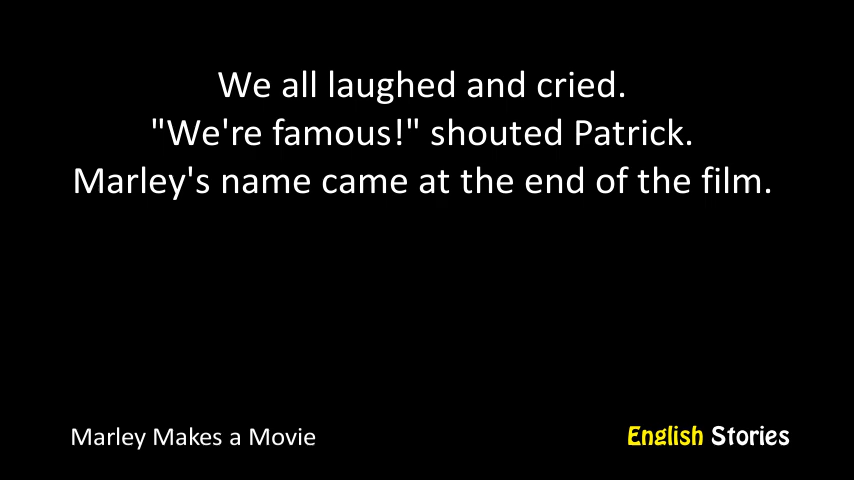 We all laughed and cried.
"We're famous!" shouted Patrick.
Marley's name came at the end of the film.
Marley Makes a Movie
English Stories